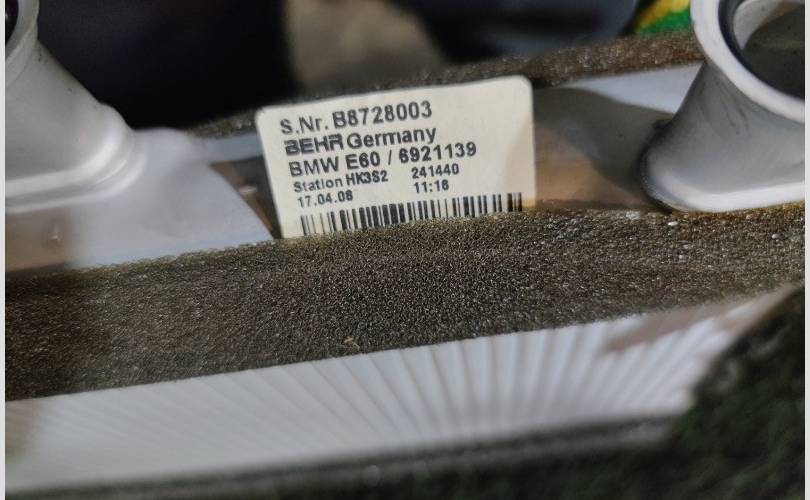 S.Nr. B8728003
BEHR Germany
BMW E60 / 6921139
Station HK3S2 241440
17.04.08 11:16